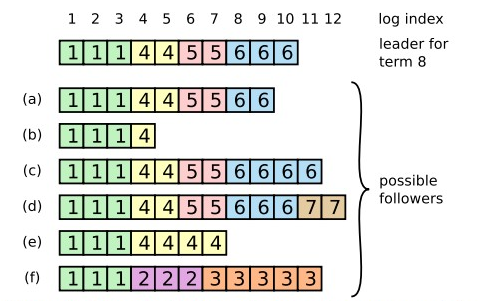 1 2 3 4 5 6 7 8 9 10 11 12 log index
1 1 1 4 4 5 5 6 6 6 leader for term 8
(a) 1 1 1 4 4 5 5 6 6
(b) 1 1 1 4
(c) 1 1 1 4 4 5 5 6 6 6 6
(d) 1 1 1 4 4 5 5 6 6 6 7 7
possible followers
(e) 1 1 1 4 4 4 4
(f) 1 1 1 2 2 2 3 3 3 3 3